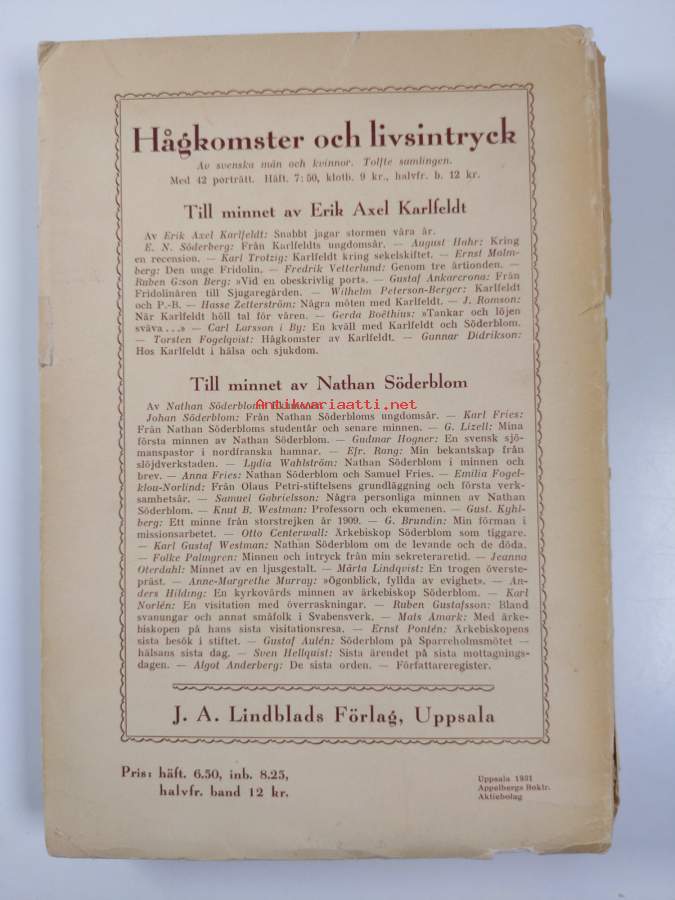 Hågkomster och livsintryck
Av svenska män och kvinnor. Tolfte samlingen.
Med 42 porträtt. Häft. 7:50, klotb. 9 kr., halvfr. b. 12 kr.
Till minnet av Erik Axel Karlfeldt
Av Erik Axel Karlfeldt: Snabbt jagar stormen våra år.
E. N. Söderberg: Från Karlfeldts ungdomsår. — August Hahr: Kring
en recension. — Karl Trotzig: Karlfeldt kring sekelskiftet. — Ernst Malm-
berg: Den unge Fridolin. — Fredrik Vetterlund: Genom tre årtionden. —
Ruben G:son Berg: »Vid en obeskrivlig port». — Gustaf Ankarcrona: Från
Fridolinåren till Sjugaregården. — Wilhelm Peterson-Berger: Karlfeldt
och P.-B. — Hasse Zetterström: Några möten med Karlfeldt. — J. Romson:
När Karlfeldt höll tal för våren. — Gerda Boëthius: »Tankar och löjen
sväva...» — Carl Larsson i By: En kväll med Karlfeldt och Söderblom.
— Torsten Fogelqvist: Hågkomster av Karlfeldt. — Gunnar Didrikson:
Hos Karlfeldt i hälsa och sjukdom.
Till minnet av Nathan Söderblom
Antikvariaatti.net
Av Nathan Söderblom:
Johan Söderblom: Från Nathan Söderbloms ungdomsår. — Karl Fries:
Från Nathan Söderbloms studentår och senare minnen. — G. Lizell: Mina
första minnen av Nathan Söderblom. — Gudmar Hogner: En svensk sjö-
manspastor i nordfranska hamnar. — Efr. Rang: Min bekantskap från
slöjdverkstaden. — Lydia Wahlström: Nathan Söderblom i minnen och
brev. — Anna Fries: Nathan Söderblom och Samuel Fries. — Emilia Fogel-
klou-Norlind: Från Olaus Petri-stiftelsens grundläggning och första verk-
samhetsår. — Samuel Gabrielsson: Några personliga minnen av Nathan
Söderblom. — Knut B. Westman: Professorn och ekumenen. — Gust. Kyhl-
berg: Ett minne från storstrejken år 1909. — G. Brundin: Min förman i
missionsarbetet. — Otto Centerwall: Ärkebiskop Söderblom som tiggare.
— Karl Gustaf Westman: Nathan Söderblom om de levande och de döda.
— Folke Palmgren: Minnen och intryck från min sekreteraretid. — Jeanna
Oterdahl: Minnet av en ljusgestalt. — Märta Lindqvist: En trogen överste-
präst. — Anne-Margrethe Murray: »Ögonblick, fyllda av evighet». — An-
ders Hilding: En kyrkovärds minnen av ärkebiskop Söderblom. — Karl
Norlén: En visitation med överraskningar. — Ruben Gustafsson: Bland
svanungar och annat småfolk i Svabensverk. — Mats Åmark: Med ärke-
biskopen på hans sista visitationsresa. — Ernst Pontén: Ärkebiskopens
sista besök i stiftet. — Gustaf Aulén: Söderblom på Sparreholmsmötet —
hälsans sista dag. — Sven Hellquist: Sista ärendet på sista mottagnings-
dagen. — Algot Anderberg: De sista orden. — Författareregister.
J. A. Lindblads Förlag, Uppsala
Pris: häft. 6.50, inb. 8.25,
halvfr. band 12 kr.
Uppsala 1931
Appelbergs Boktr.
Aktiebolag